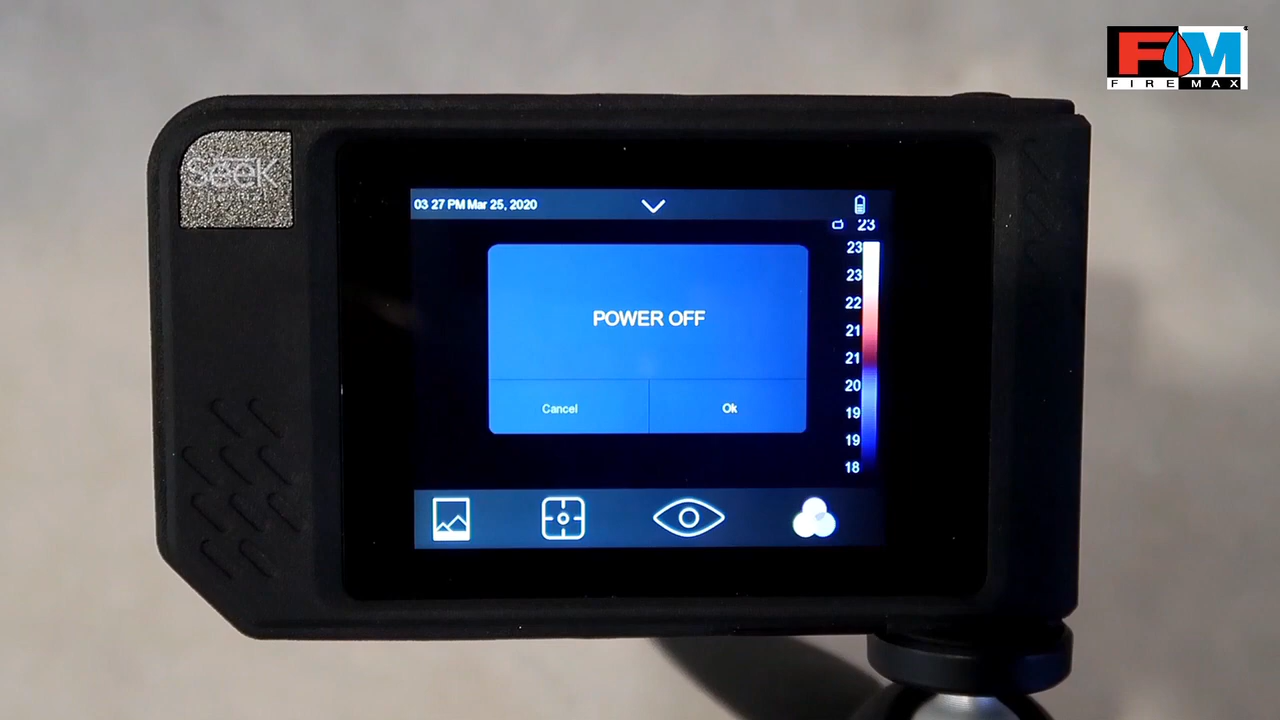 FM
FIRE MAX
Seek
03 27 PM Mar 25, 2020
23
23
23
22
21
21
20
19
19
18
POWER OFF
Cancel
Ok